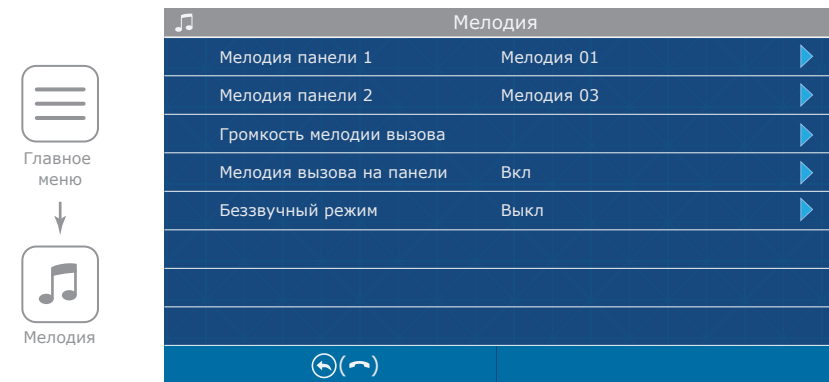 Мелодия
Мелодия панели 1 Мелодия 01
Мелодия панели 2 Мелодия 03
Громкость мелодии вызова
Мелодия вызова на панели Вкл
Беззвучный режим Выкл
Главное
меню
Мелодия